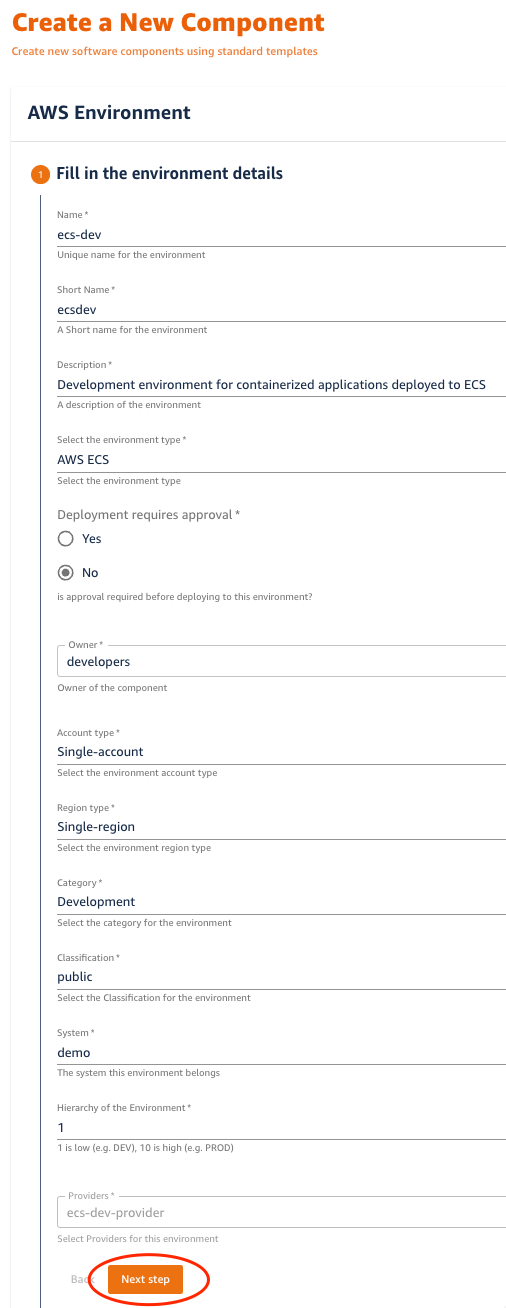 Create a New Component
Create new software components using standard templates
AWS Environment
1 Fill in the environment details
Name *
ecs-dev
Unique name for the environment
Short Name *
ecsdev
A Short name for the environment
Description *
Development environment for containerized applications deployed to ECS
A description of the environment
Select the environment type *
AWS ECS
Select the environment type
Deployment requires approval *
Yes
No
is approval required before deploying to this environment?
Owner *
developers
Owner of the component
Account type *
Single-account
Select the environment account type
Region type *
Single-region
Select the environment region type
Category *
Development
Select the category for the environment
Classification *
public
Select the Classification for the environment
System *
demo
The system this environment belongs
Hierarchy of the Environment *
1
1 is low (e.g. DEV), 10 is high (e.g. PROD)
Providers *
ecs-dev-provider
Select Providers for this environment
Back Next step